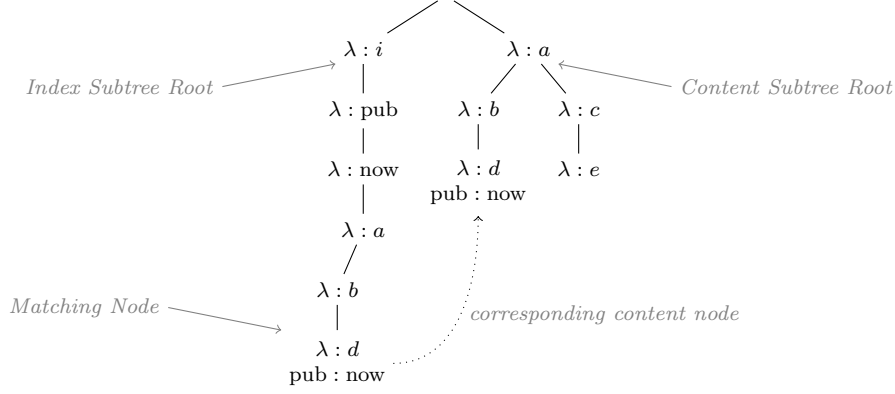 λ : i
λ : a
Index Subtree Root
Content Subtree Root
λ : pub
λ : b
λ : c
λ : now
λ : d
pub : now
λ : e
λ : a
λ : b
Matching Node
corresponding content node
λ : d
pub : now